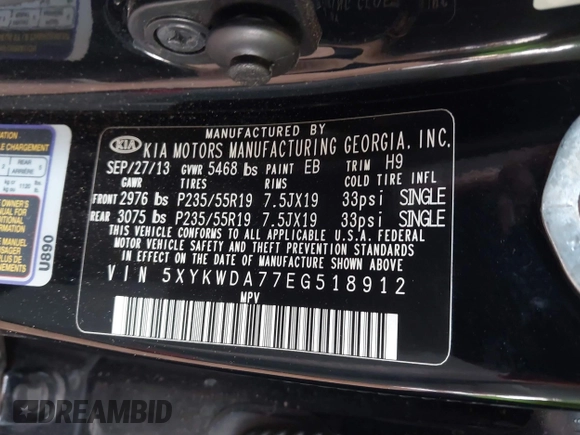 MANUFACTURED BY
KIA KIA MOTORS MANUFACTURING GEORGIA, INC.
SEP/27/13 GVWR 5468 lbs PAINT EB TRIM H9
GAWR TIRES RIMS COLD TIRE INFL
FRONT 2976 lbs P235/55R19 7.5JX19 33psi SINGLE
REAR 3075 lbs P235/55R19 7.5JX19 33psi SINGLE
THIS VEHICLE CONFORMS TO ALL APPLICABLE U.S.A. FEDERAL
MOTOR VEHICLE SAFETY AND THEFT PREVENTION STANDARDS
IN EFFECT ON THE DATE OF MANUFACTURE SHOWN ABOVE.
VIN 5XYKWDA77EG518912
MPV
REAR
ARRIÈRE
U890
DREAMBID